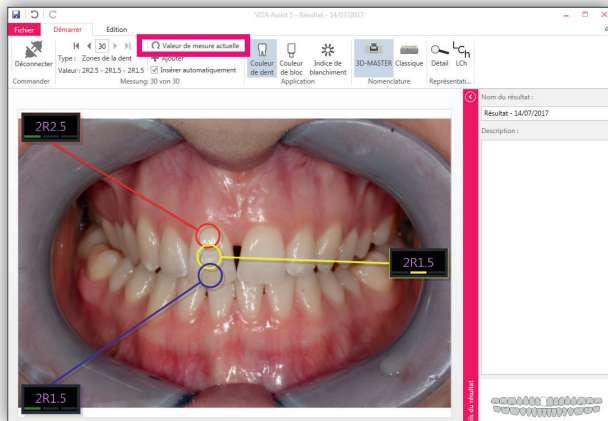 VITA Assist 5 - Résultat - 14/07/2017
Fichier Démarrer Edition
Déconnecter
30
Type : Zones de la dent
Valeur : 2R2.5 - 2R1.5 - 2R1.5
Valeur de mesure actuelle
Ajouter
Insérer automatiquement
Couleur de dent
Couleur de bloc
Indice de blanchiment
3D-MASTER
Classique
Détail
LCh
LCh
Commander
Messung: 30 von 30
Application
Nomenclature
Représentati...
2R2.5
2R1.5
2R1.5
Nom du résultat :
Résultat - 14/07/2017
Description :
ils du résultat